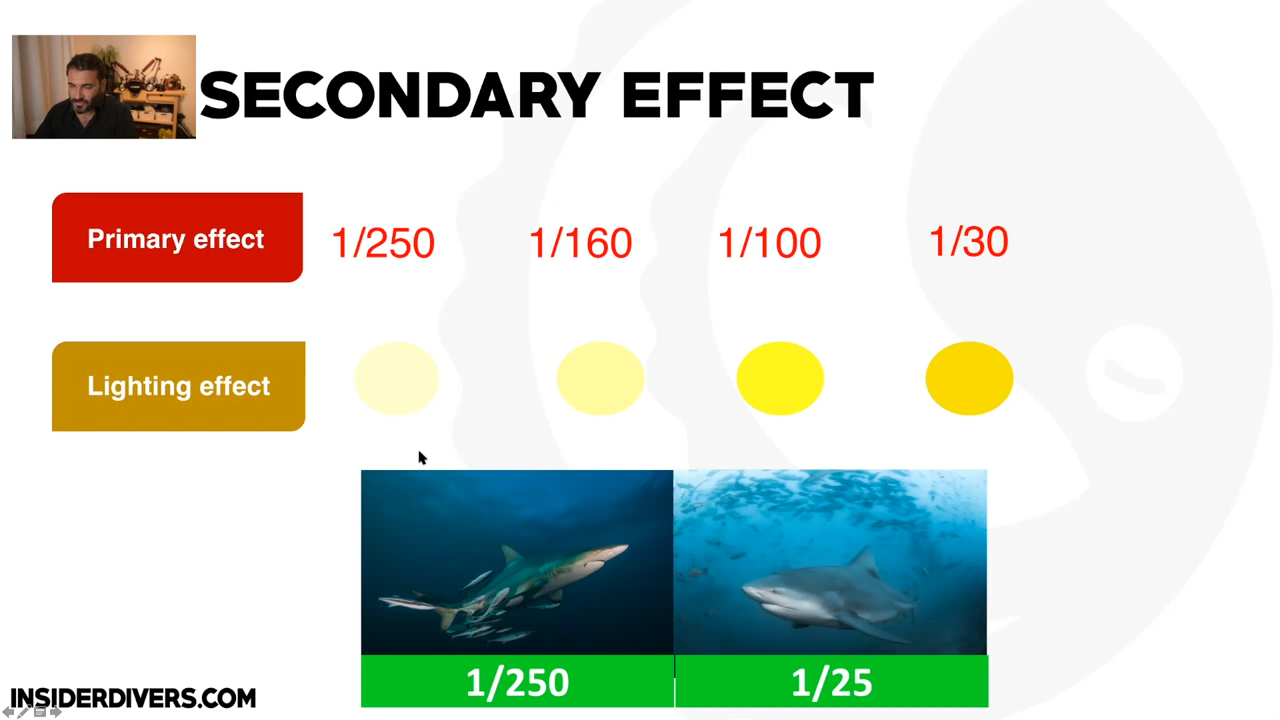 SECONDARY EFFECT
Primary effect 1/250 1/160 1/100 1/30
Lighting effect
1/250 1/25
INSIDERDIVERS.COM